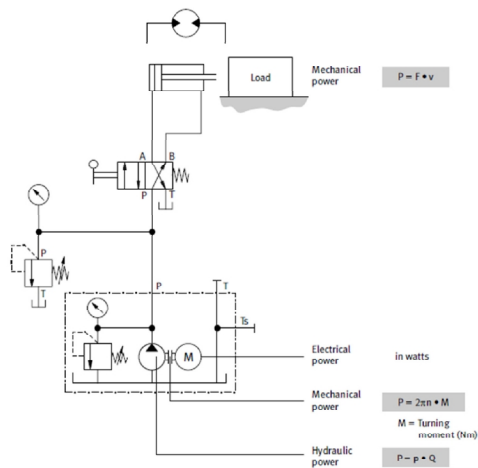 Load
Mechanical
power
P = F • v
A B
P T
P
T
P T
Ts
M
Electrical
power
in watts
Mechanical
power
P = 2πn • M
M = Turning
moment (Nm)
Hydraulic
power
P – p • Q